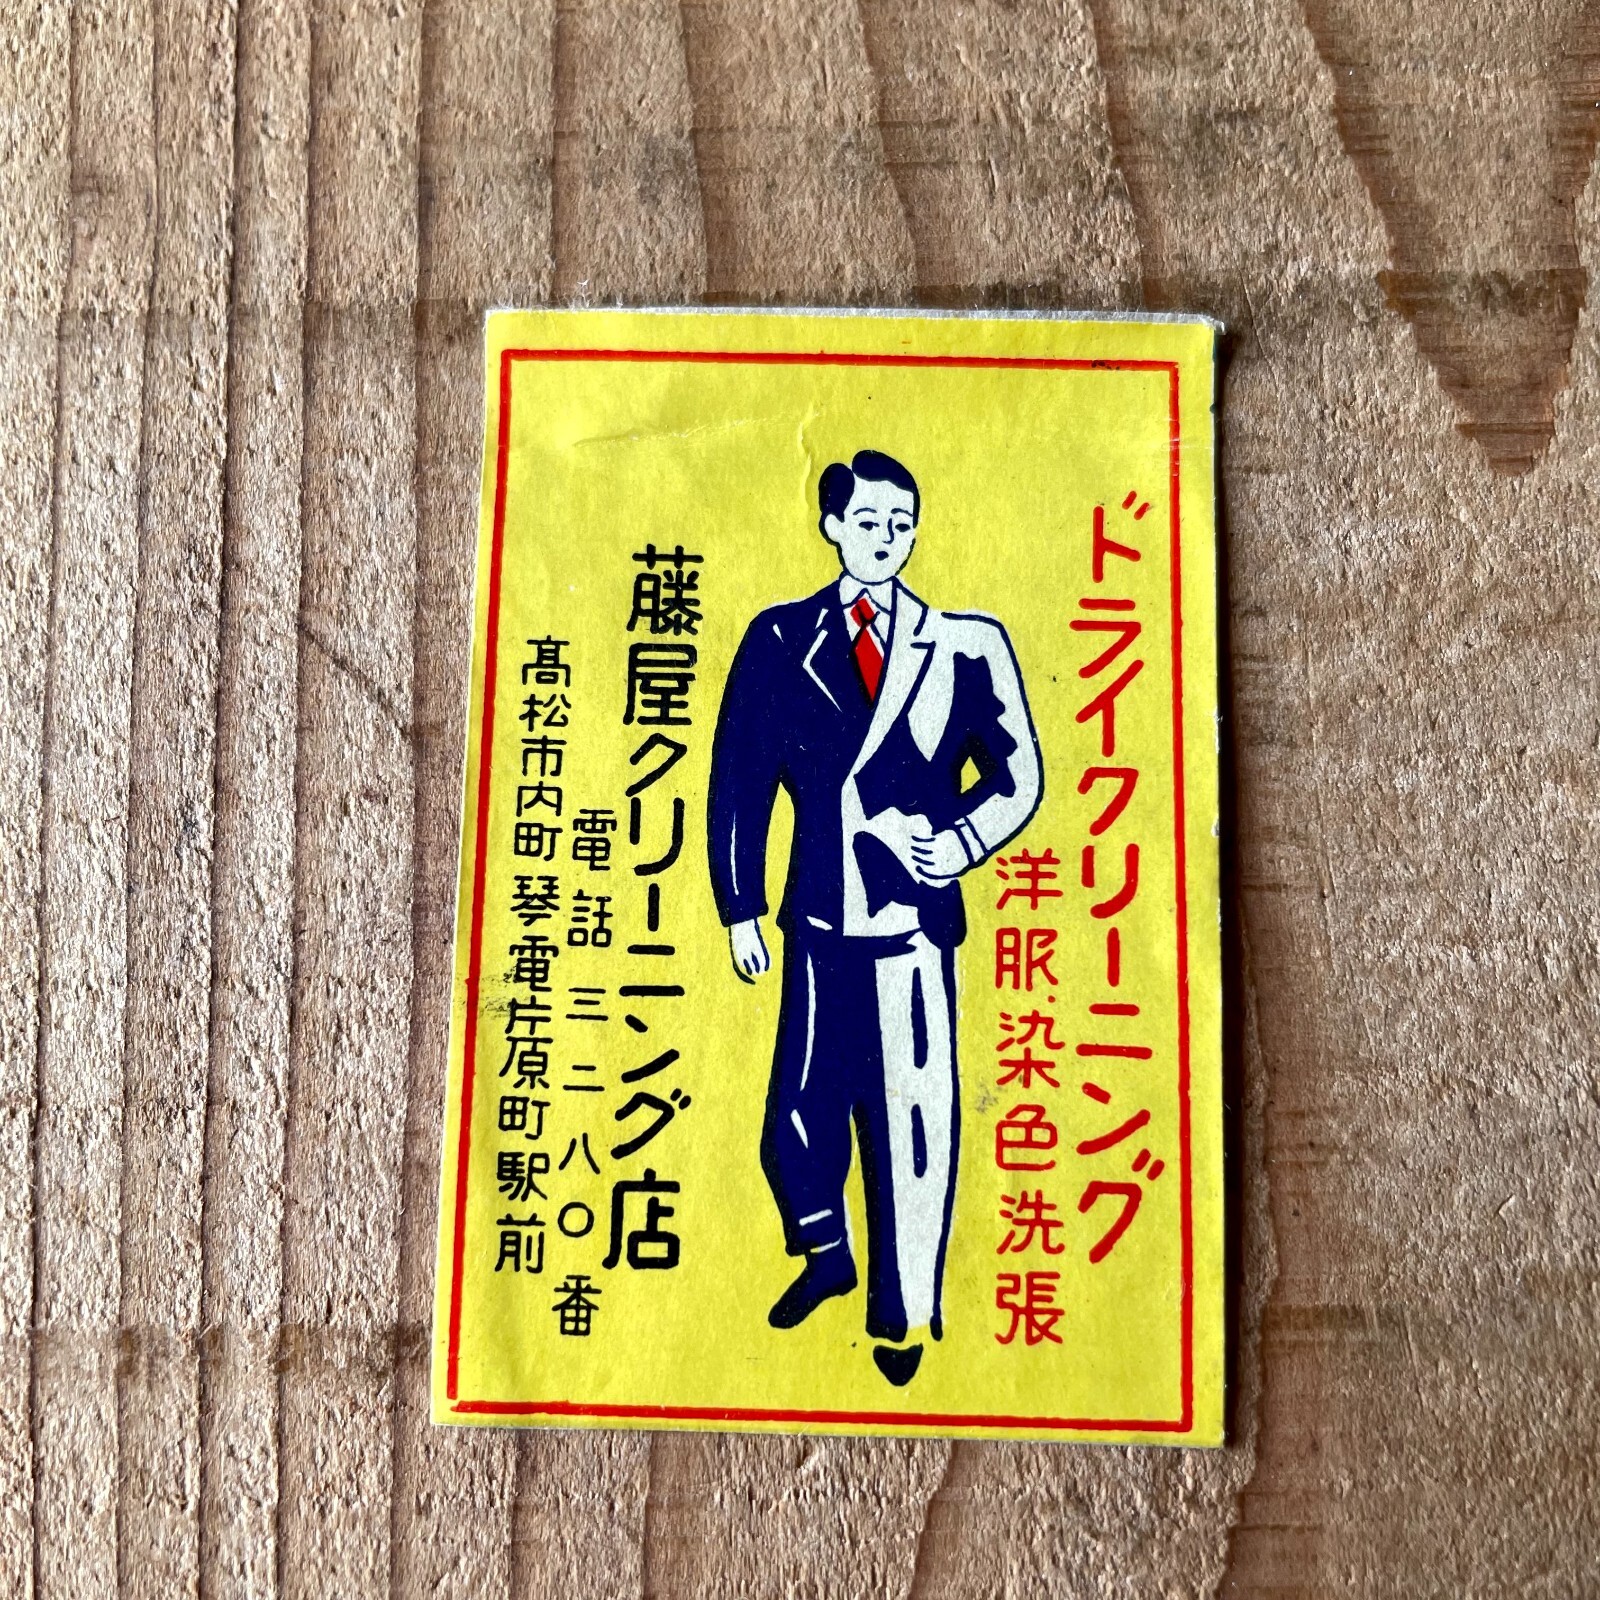 ドライクリーニング
洋服・染色洗張
藤屋クリーニング店
電話三二八〇番
髙松市内町琴電片原町駅前